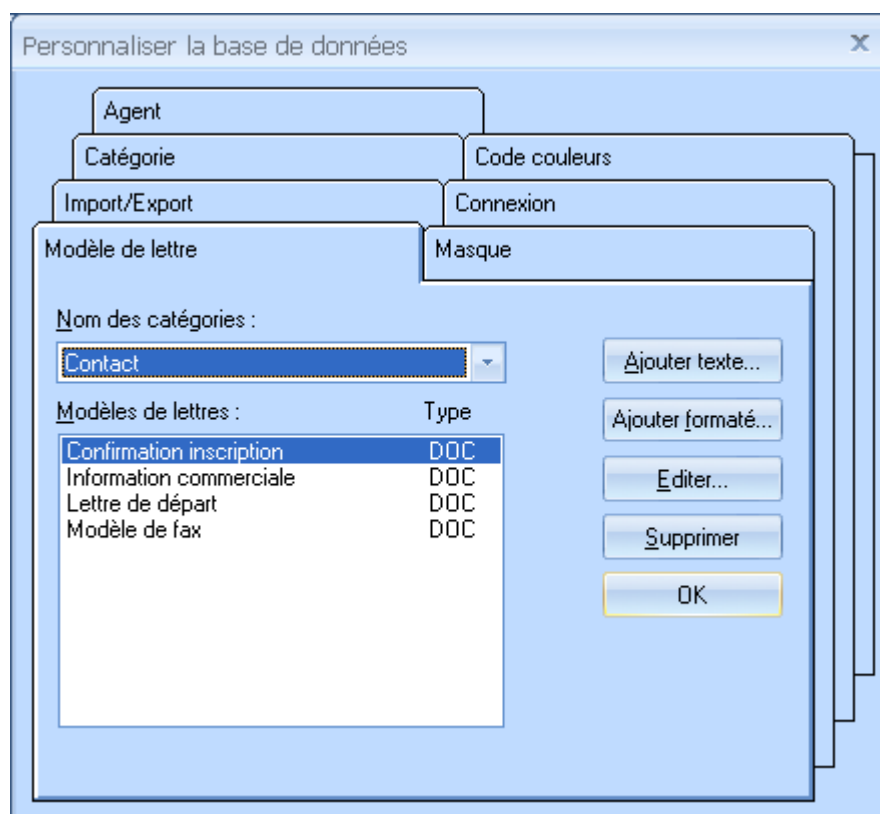 Personnaliser la base de données x
Agent
Catégorie Code couleurs
Import/Export Connexion
Modèle de lettre Masque
Nom des catégories :
Contact
Ajouter texte...
Modèles de lettres : Type
Ajouter formaté...
Confirmation inscription DOC
Information commerciale DOC
Editer...
Lettre de départ DOC
Modèle de fax DOC
Supprimer
OK